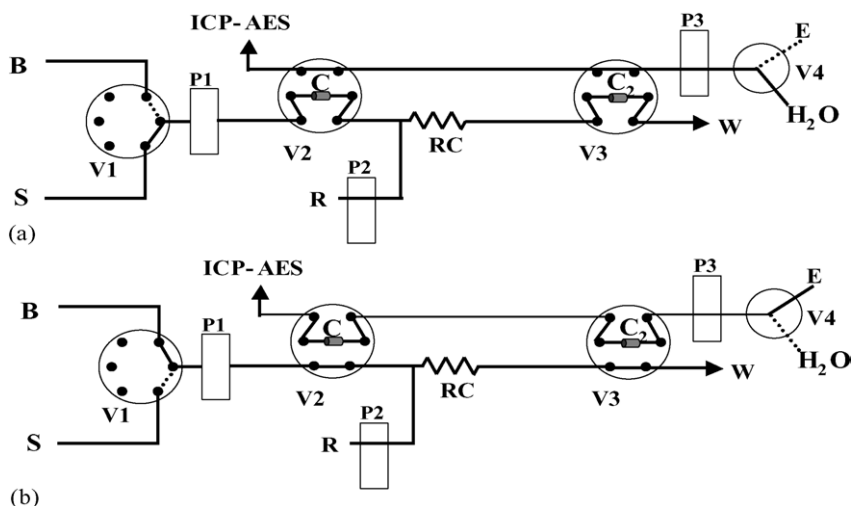 ICP-AES
P3
E
B
P1
C
C2
V4
H2O
V1
V2
RC
V3
W
P2
S
R
(a)
ICP-AES
P3
E
B
P1
C
C2
V4
H2O
V1
V2
RC
V3
W
P2
S
R
(b)